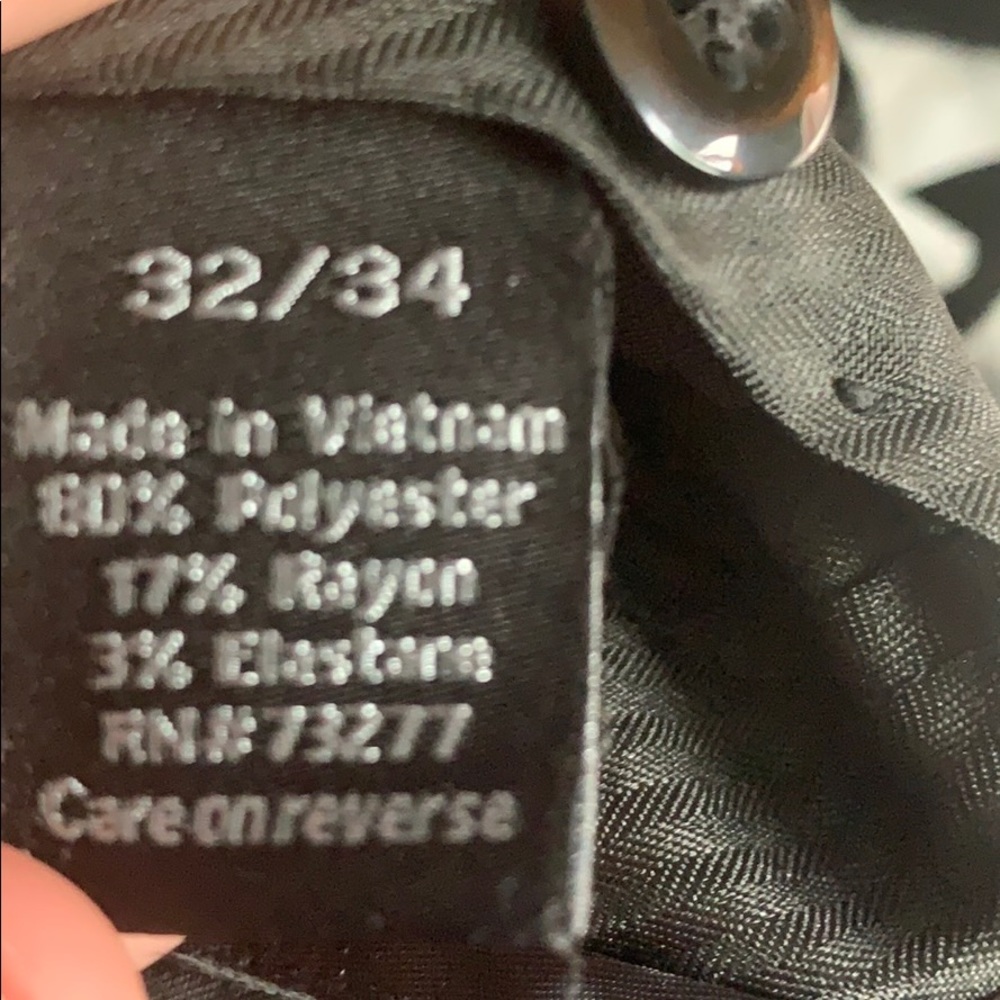 32/34
Made in Vietnam
80% Polyester
17% Rayon
3% Elastane
RN#73277
Care on reverse